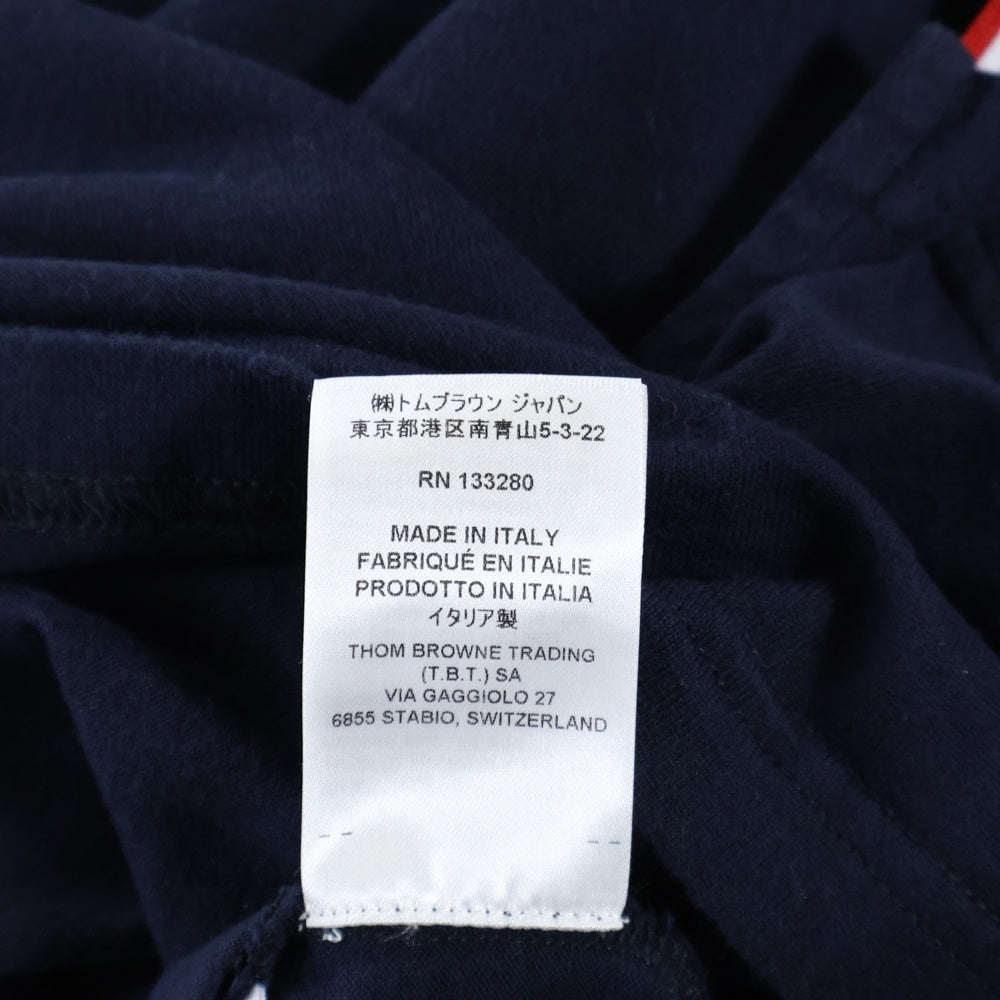 ㈱トムブラウン ジャパン
東京都港区南青山5-3-22
RN 133280
MADE IN ITALY
FABRIQUÉ EN ITALIE
PRODOTTO IN ITALIA
イタリア製
THOM BROWNE TRADING
(T.B.T.) SA
VIA GAGGIOLO 27
6855 STABIO, SWITZERLAND